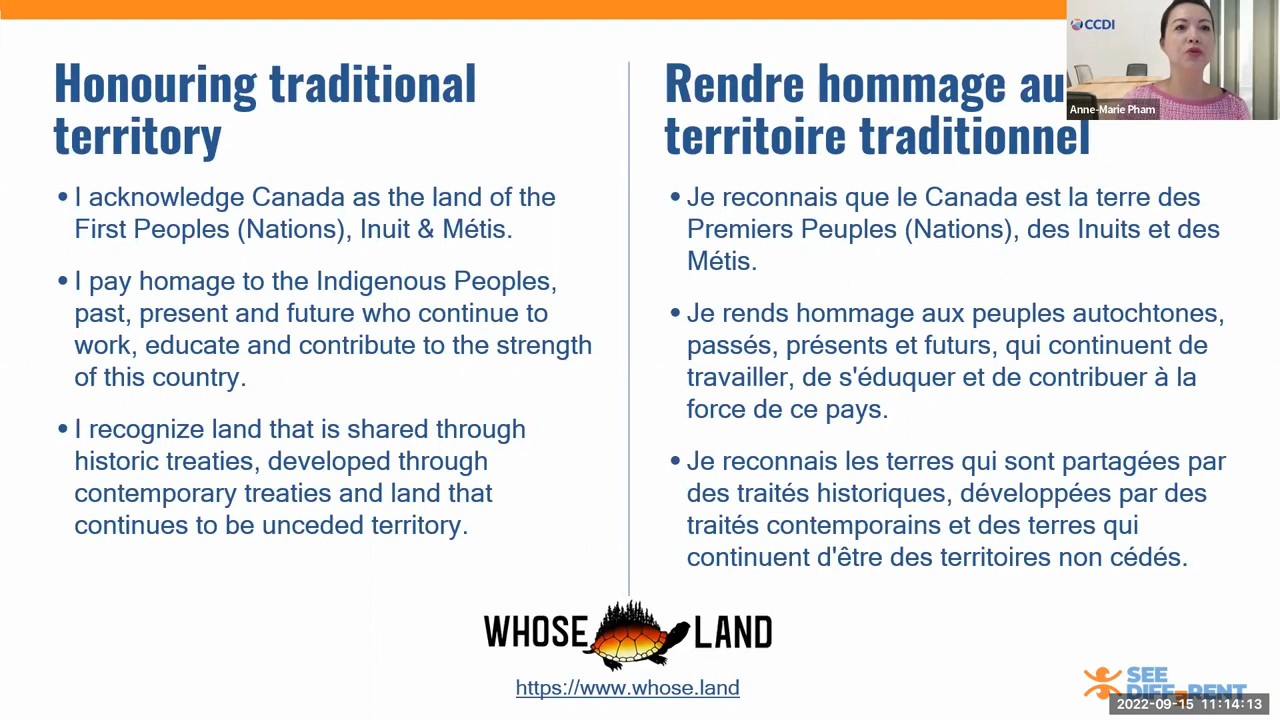 Honouring traditional
territory
• I acknowledge Canada as the land of the
First Peoples (Nations), Inuit & Métis.
• I pay homage to the Indigenous Peoples,
past, present and future who continue to
work, educate and contribute to the strength
of this country.
• I recognize land that is shared through
historic treaties, developed through
contemporary treaties and land that
continues to be unceded territory.
Rendre hommage au
territoire traditionnel
• Je reconnais que le Canada est la terre des
Premiers Peuples (Nations), des Inuits et des
Métis.
• Je rends hommage aux peuples autochtones,
passés, présents et futurs, qui continuent de
travailler, de s'éduquer et de contribuer à la
force de ce pays.
• Je reconnais les terres qui sont partagées par
des traités historiques, développées par des
traités contemporains et des terres qui
continuent d'être des territoires non cédés.
CCDI
Anne-Marie Pham
WHOSE LAND
https://www.whose.land
SEE
DIFFERENT
2022-09-15 11:14:13